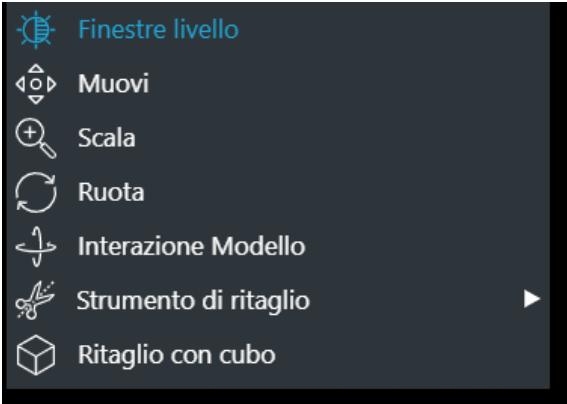 Finestre livello
Muovi
Scala
Ruota
Interazione Modello
Strumento di ritaglio
Ritaglio con cubo